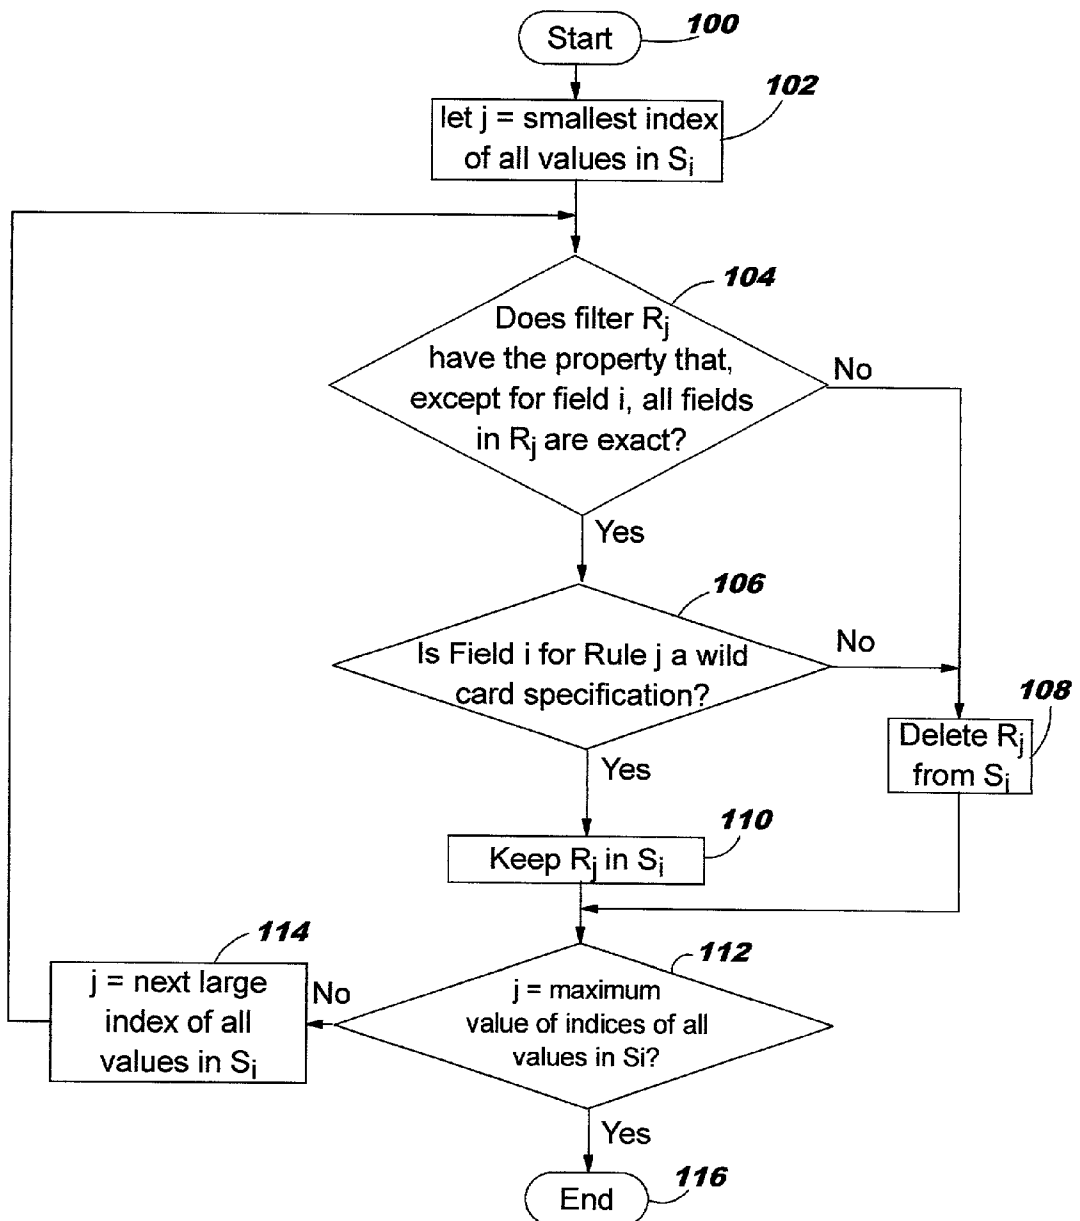 Start
100
102
let j = smallest index
of all values in Si
104
Does filter Rj
have the property that,
except for field i, all fields
in Rj are exact?
No
Yes
106
Is Field i for Rule j a wild
card specification?
No
Yes
108
Delete Rj
from Si
110
Keep Rj in Si
114
j = next large
index of all
values in Si
No
112
j = maximum
value of indices of all
values in Si?
Yes
End
116